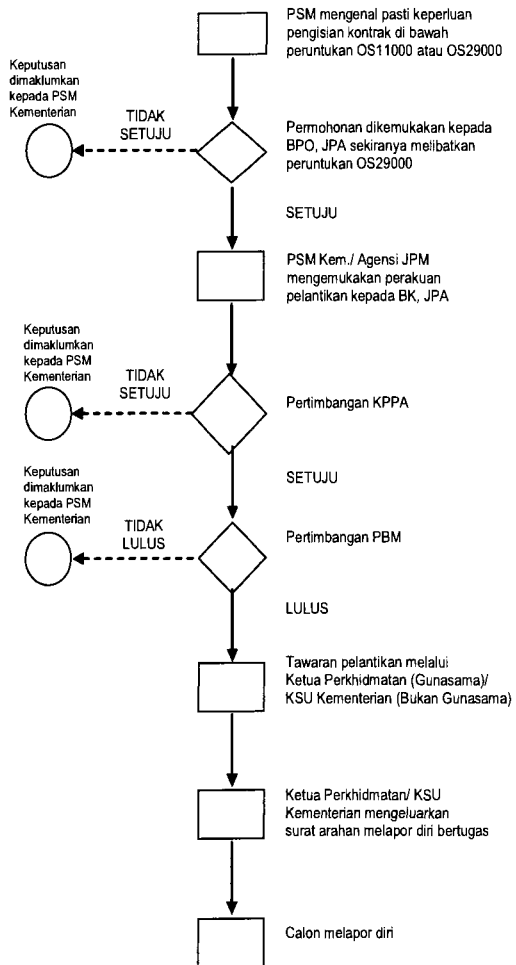 PSM mengenal pasti keperluan
pengisian kontrak di bawah
peruntukan OS11000 atau OS29000
Keputusan
dimaklumkan
kepada PSM
Kementerian
TIDAK
SETUJU
Permohonan dikemukakan kepada
BPO, JPA sekiranya melibatkan
peruntukan OS29000
SETUJU
PSM Kem./ Agensi JPM
mengemukakan perakuan
pelantikan kepada BK, JPA
Keputusan
dimaklumkan
kepada PSM
Kementerian
TIDAK
SETUJU
Pertimbangan KPPA
SETUJU
Keputusan
dimaklumkan
kepada PSM
Kementerian
TIDAK
LULUS
Pertimbangan PBM
LULUS
Tawaran pelantikan melalui
Ketua Perkhidmatan (Gunasama)/
KSU Kementerian (Bukan Gunasama)
Ketua Perkhidmatan/ KSU
Kementerian mengeluarkan
surat arahan melapor diri bertugas
Calon melapor diri